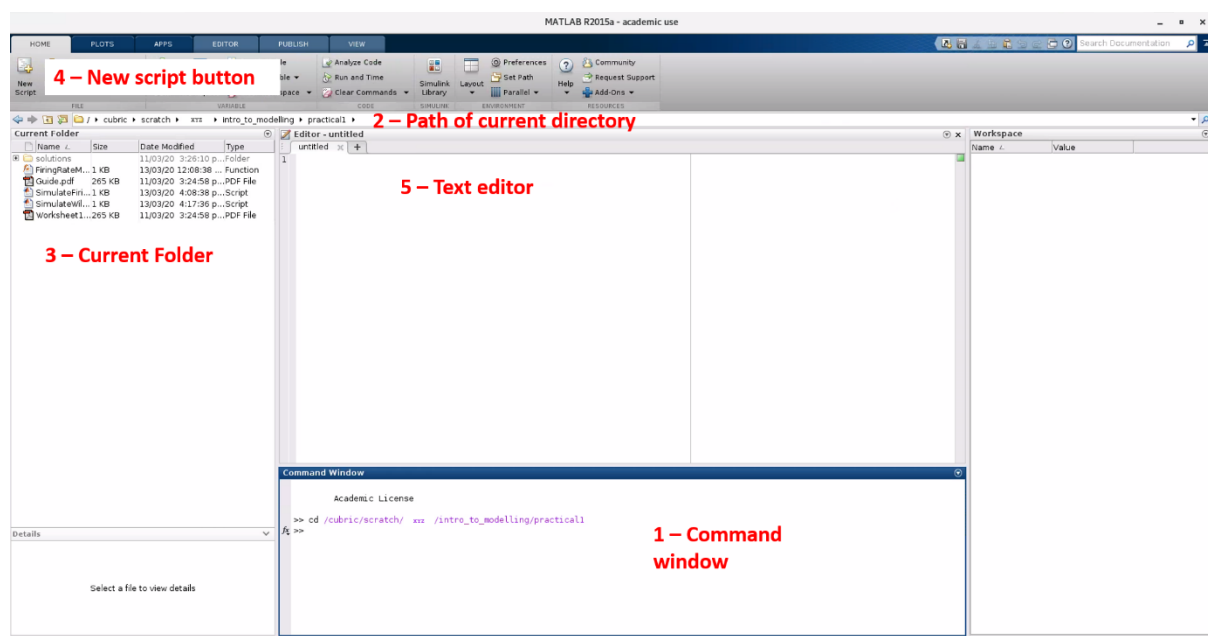 MATLAB R2015a - academic use
HOME PLOTS APPS EDITOR PUBLISH VIEW
Search Documentation
New
Script
4 – New script button
Analyze Code
Run and Time
Clear Commands
Simulink
Library
Layout
Preferences
Set Path
Parallel
Help
Community
Request Support
Add-Ons
FILE VARIABLE CODE SIMULINK ENVIRONMENT RESOURCES
/ cubric scratch xyz intro_to_modelling practical1
2 – Path of current directory
Current Folder
Name Size Date Modified Type
solutions 11/03/20 3:26:10 p...Folder
FiringRateM... 1 KB 13/03/20 12:08:38 ... Function
Guide.pdf 265 KB 11/03/20 3:24:58 p...PDF File
SimulateFiri... 1 KB 13/03/20 4:08:38 p...Script
SimulateWil... 1 KB 13/03/20 4:17:36 p...Script
Worksheet1...265 KB 11/03/20 3:24:58 p...PDF File
3 – Current Folder
Details
Select a file to view details
Editor - untitled
untitled
1
5 – Text editor
Command Window
Academic License
>> cd /cubric/scratch/ xyz /intro_to_modelling/practical1
fx >>
1 – Command
window
Workspace
Name Value